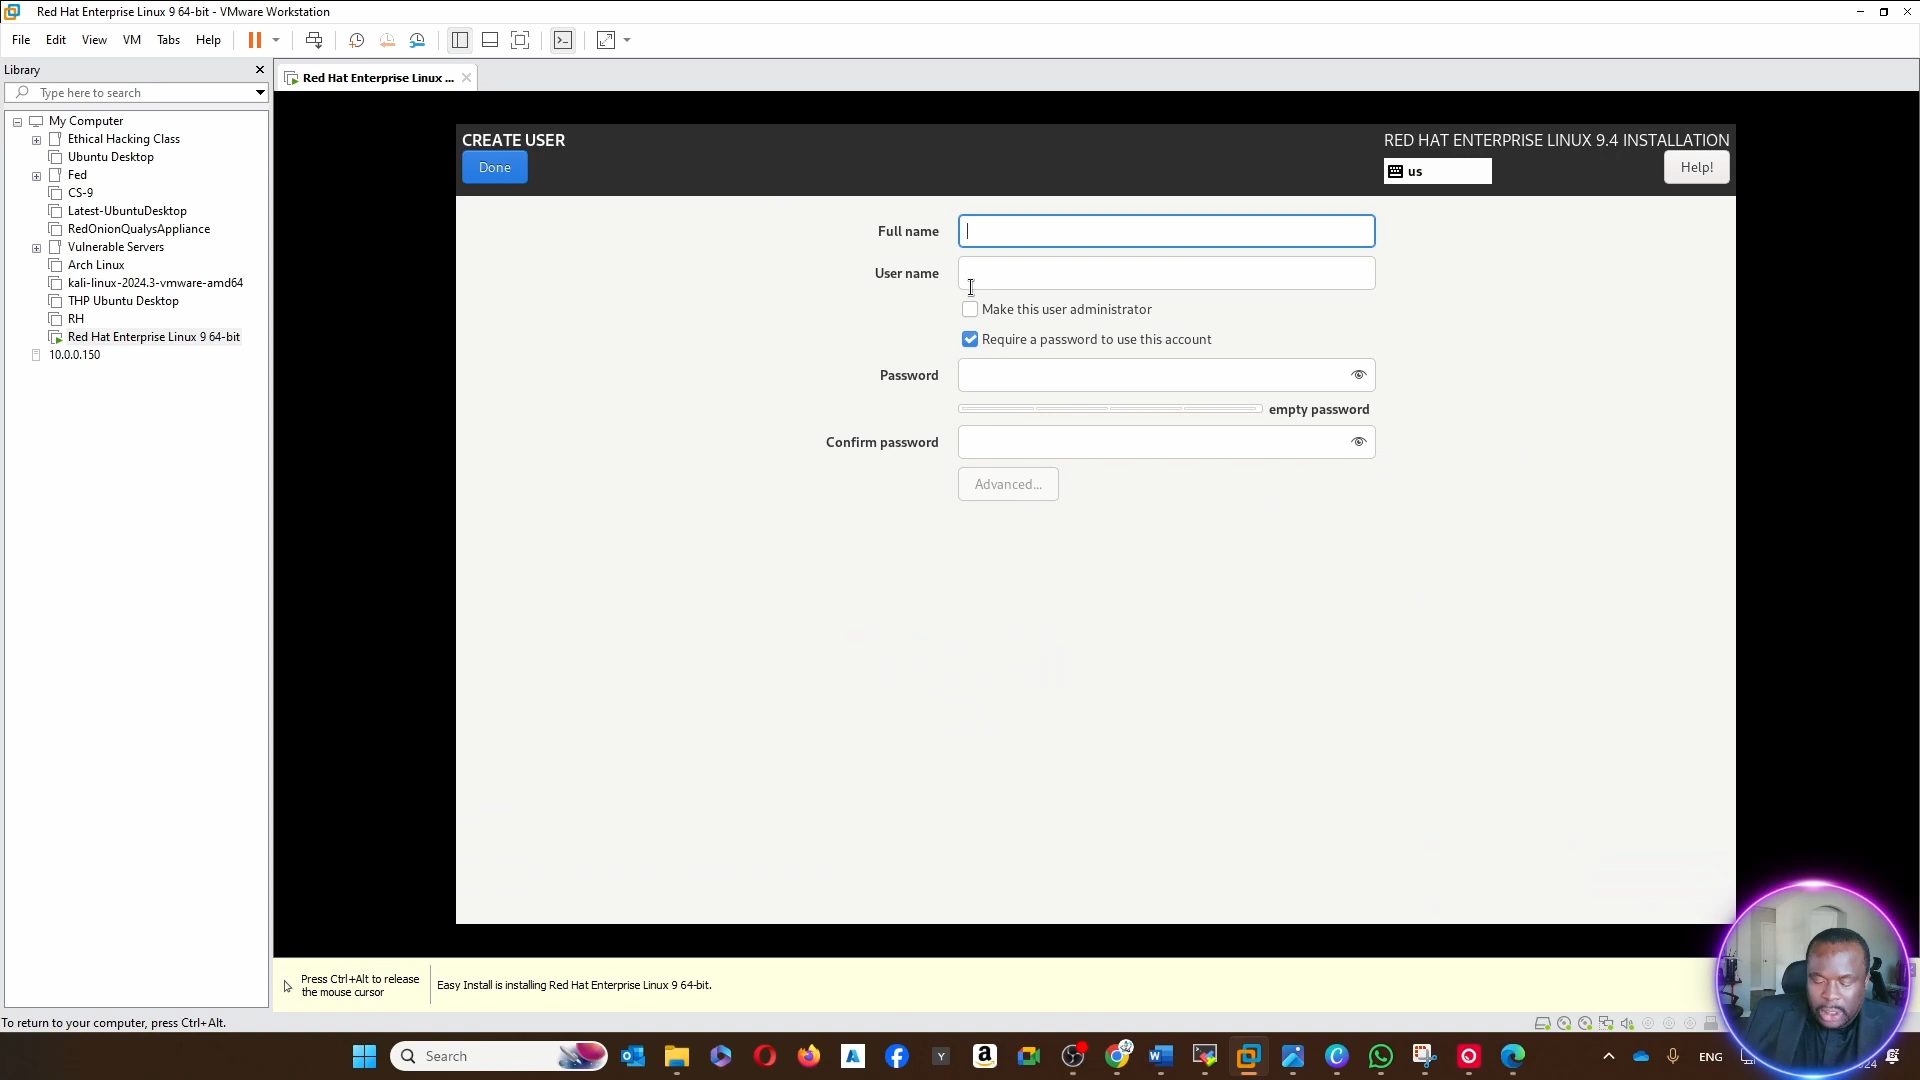 Red Hat Enterprise Linux 9 64-bit - VMware Workstation
File Edit View VM Tabs Help
Library
Type here to search
My Computer
Ethical Hacking Class
Ubuntu Desktop
Fed
CS-9
Latest-UbuntuDesktop
RedOnionQualysAppliance
Vulnerable Servers
Arch Linux
kali-linux-2024.3-vmware-amd64
THP Ubuntu Desktop
RH
Red Hat Enterprise Linux 9 64-bit
10.0.0.150
Red Hat Enterprise Linux ...
CREATE USER
Done
RED HAT ENTERPRISE LINUX 9.4 INSTALLATION
us
Help!
Full name
User name
Make this user administrator
Require a password to use this account
Password
empty password
Confirm password
Advanced...
Press Ctrl+Alt to release
the mouse cursor
Easy Install is installing Red Hat Enterprise Linux 9 64-bit.
To return to your computer, press Ctrl+Alt.
Search
ENG